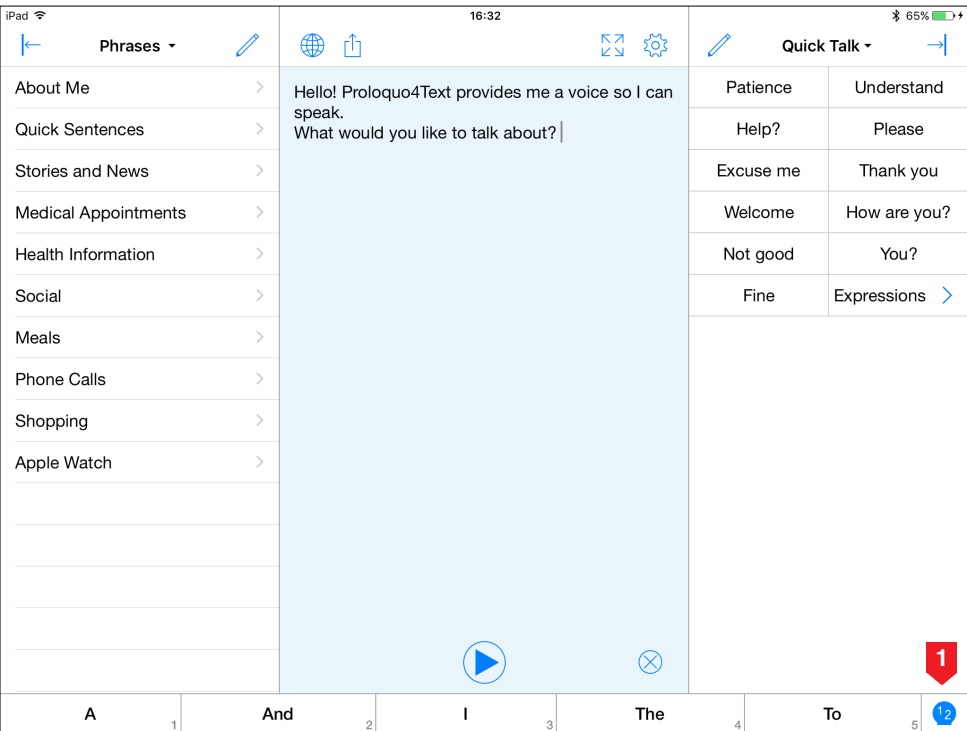 iPad 16:32 65%
Phrases
Quick Talk
About Me
Quick Sentences
Stories and News
Medical Appointments
Health Information
Social
Meals
Phone Calls
Shopping
Apple Watch
Hello! Proloquo4Text provides me a voice so I can
speak.
What would you like to talk about?
Patience Understand
Help? Please
Excuse me Thank you
Welcome How are you?
Not good You?
Fine Expressions
1
A 1 And 2 I 3 The 4 To 5 12